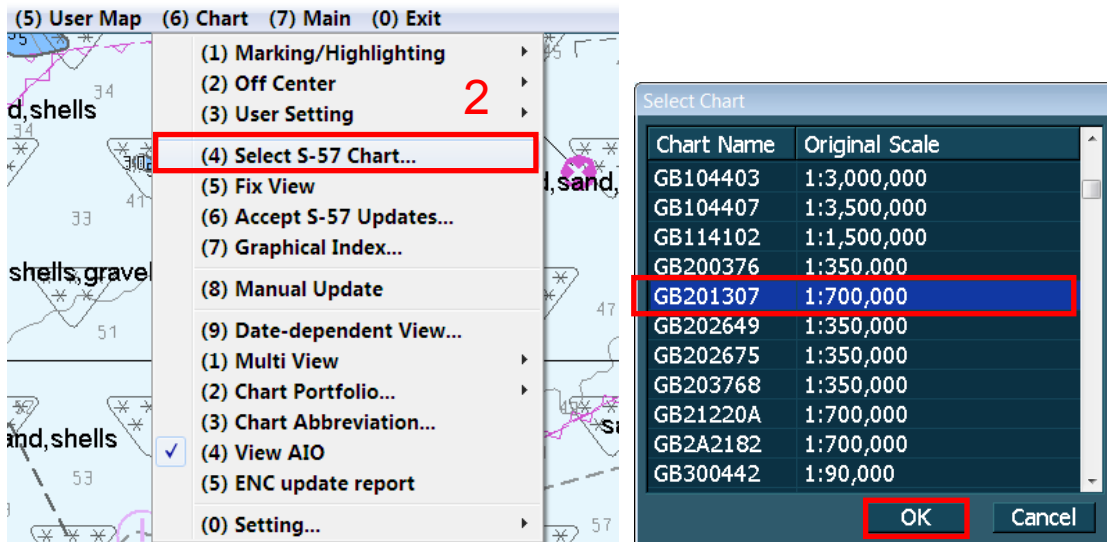 (5) User Map (6) Chart (7) Main (0) Exit
(1) Marking/Highlighting
(2) Off Center
(3) User Setting
2
(4) Select S-57 Chart...
(5) Fix View
(6) Accept S-57 Updates...
(7) Graphical Index...
(8) Manual Update
(9) Date-dependent View...
(1) Multi View
(2) Chart Portfolio...
(3) Chart Abbreviation...
(4) View AIO
(5) ENC update report
(0) Setting...
34
d,shells
34
41
33
shells,gravel
51
and,shells
53
,sand,
47
57
Select Chart
Chart Name Original Scale
GB104403 1:3,000,000
GB104407 1:3,500,000
GB114102 1:1,500,000
GB200376 1:350,000
GB201307 1:700,000
GB202649 1:350,000
GB202675 1:350,000
GB203768 1:350,000
GB21220A 1:700,000
GB2A2182 1:700,000
GB300442 1:90,000
OK Cancel